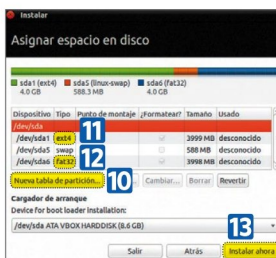 Instalar
Asignar espacio en disco
sda1 (ext4) sda5 (linux-swap) sda6 (fat32)
4.0 GB 588.3 MB 4.0 GB
Dispositivo Tipo Punto de montaje ¿Formatear? Tamaño Usado
/dev/sda
11
/dev/sda1 ext4 3999 MB desconocido
/dev/sda5 swap 588 MB desconocido
12
/dev/sda6 fat32 3998 MB desconocido
Nueva tabla de partición... 10 Cambiar... Borrar Revertir
Cargador de arranque
Device for boot loader installation:
/dev/sda ATA VBOX HARDDISK (8.6 GB)
13
Salir Atrás Instalar ahora